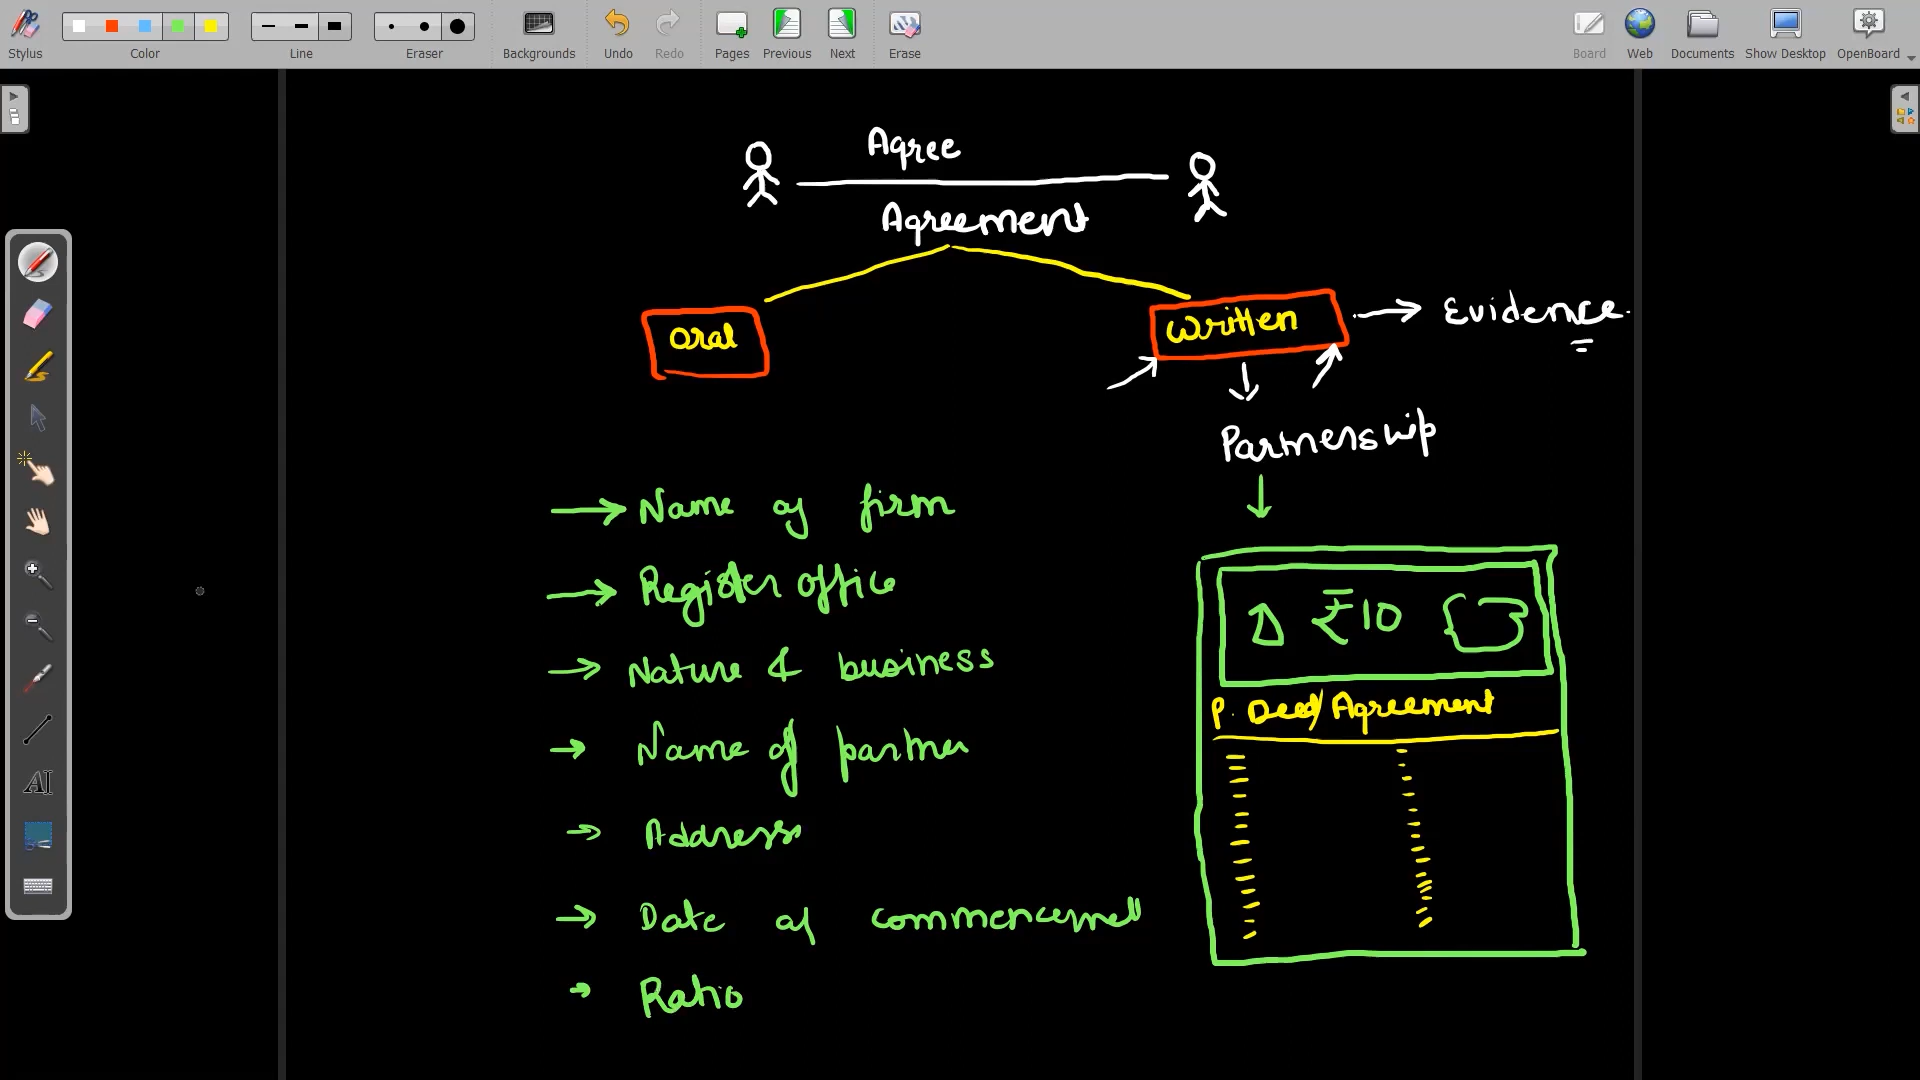 Stylus Color Line Eraser Backgrounds Undo Redo Pages Previous Next Erase Board Web Documents Show Desktop OpenBoard
Agree
Agreement
oral
Written
Evidence.
Partnership
Name of firm
Register office
Nature & business
Name of partner
Address
Date of commencement
Ratio
₹10
P. Deed/Agreement
AI